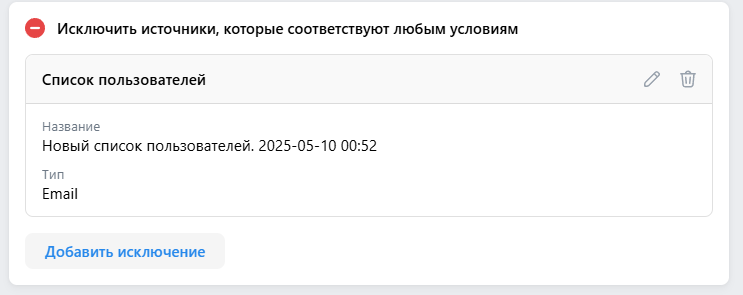 Исключить источники, которые соответствуют любым условиям
Список пользователей
Название
Новый список пользователей. 2025-05-10 00:52
Тип
Email
Добавить исключение